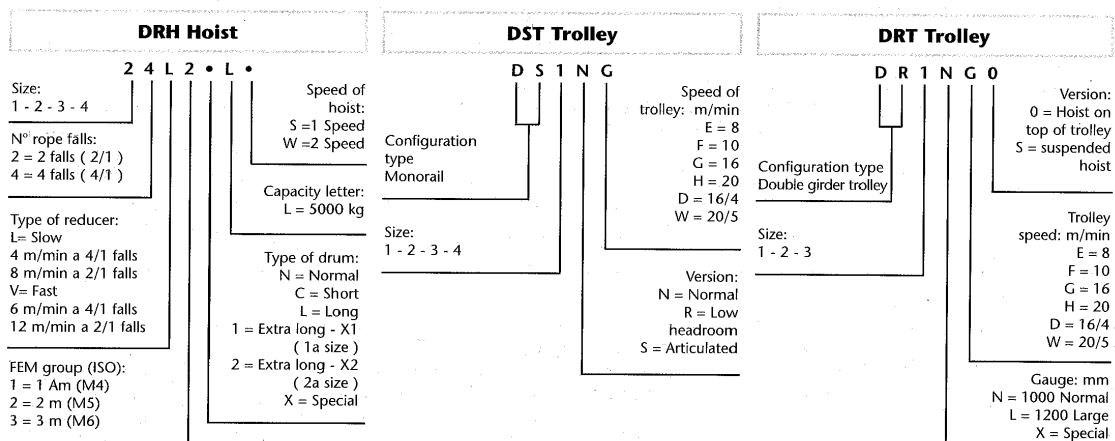 DRH Hoist
2 4 L 2 • L •
Size:
1 - 2 - 3 - 4
N° rope falls:
2 = 2 falls ( 2/1 )
4 = 4 falls ( 4/1 )
Type of reducer:
L= Slow
4 m/min a 4/1 falls
8 m/min a 2/1 falls
V= Fast
6 m/min a 4/1 falls
12 m/min a 2/1 falls
FEM group (ISO):
1 = 1 Am (M4)
2 = 2 m (M5)
3 = 3 m (M6)
Speed of
hoist:
S =1 Speed
W =2 Speed
Capacity letter:
L = 5000 kg
Type of drum:
N = Normal
C = Short
L = Long
1 = Extra long - X1
( 1a size )
2 = Extra long - X2
( 2a size )
X = Special
DST Trolley
D S 1 N G
Configuration
type
Monorail
Size:
1 - 2 - 3 - 4
Speed of
trolley: m/min
E = 8
F = 10
G = 16
H = 20
D = 16/4
W = 20/5
Version:
N = Normal
R = Low
headroom
S = Articulated
DRT Trolley
D R 1 N G 0
Configuration type
Double girder trolley
Size:
1 - 2 - 3
Version:
0 = Hoist on
top of trolley
S = suspended
hoist
Trolley
speed: m/min
E = 8
F = 10
G = 16
H = 20
D = 16/4
W = 20/5
Gauge: mm
N = 1000 Normal
L = 1200 Large
X = Special